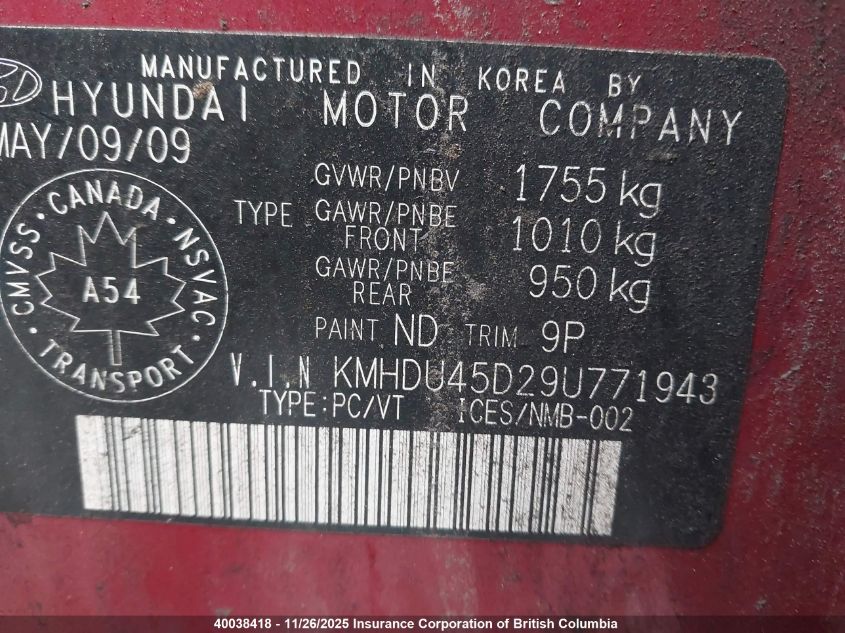 MANUFACTURED IN KOREA BY
HYUNDAI MOTOR COMPANY
MAY/09/09
GVWR/PNBV 1755 kg
TYPE GAWR/PNBE FRONT 1010 kg
GAWR/PNBE REAR 950 kg
PAINT ND TRIM 9P
V.I.N KMHDU45D29U771943
TYPE:PC/VT ICES/NMB-002
CMVSS · CANADA · NSVAC
A54
TRANSPORT
40038418 - 11/26/2025 Insurance Corporation of British Columbia